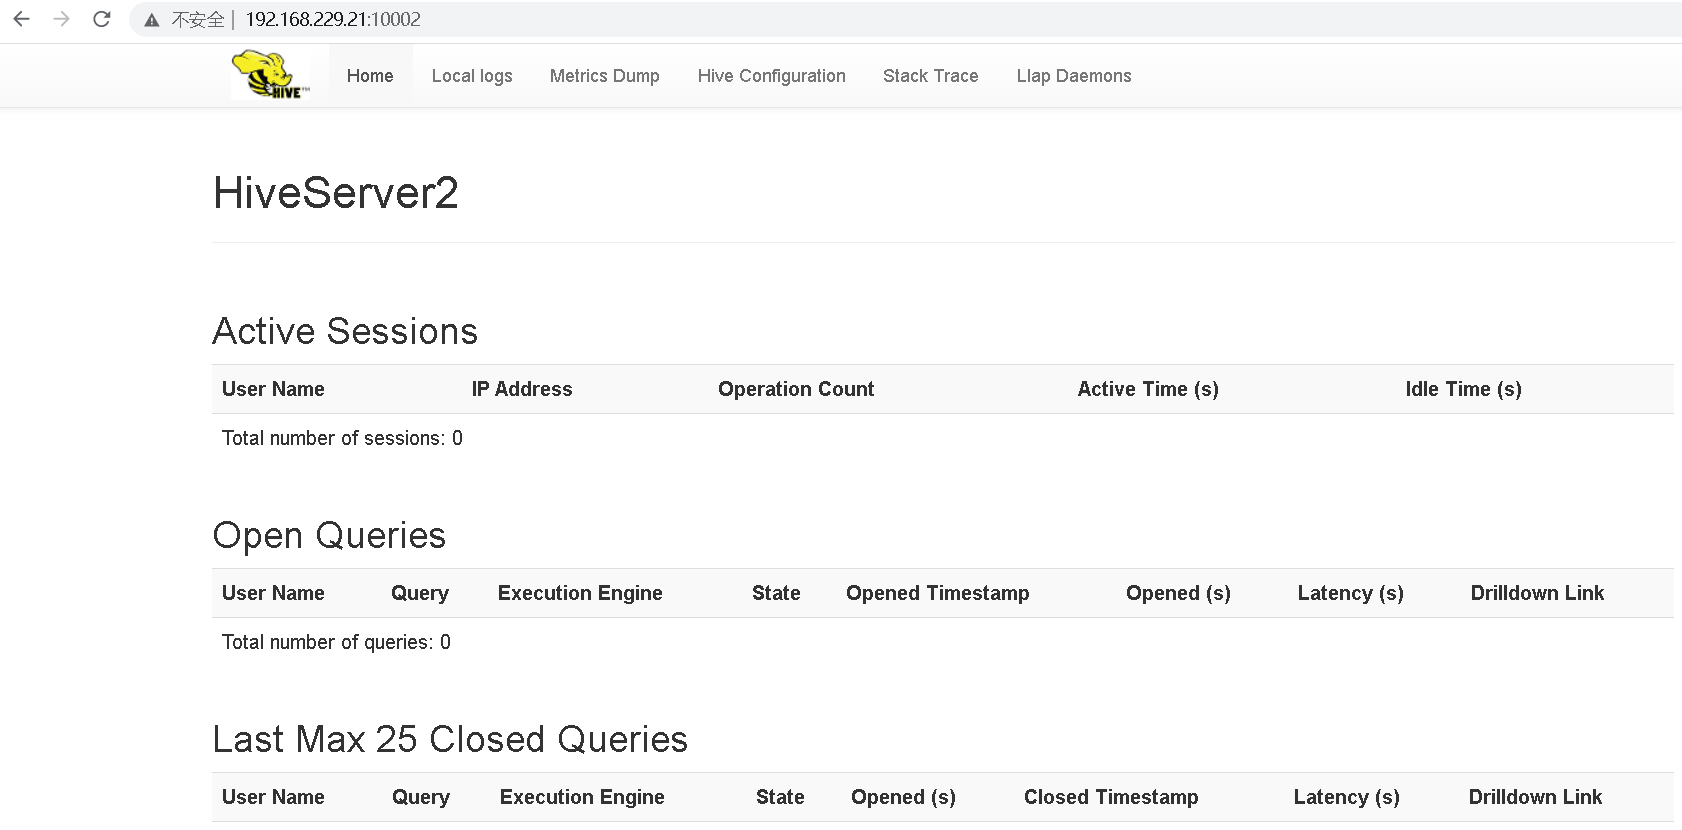 不安全 | 192.168.229.21:10002
HIVE™ Home Local logs Metrics Dump Hive Configuration Stack Trace Llap Daemons
HiveServer2
Active Sessions
User Name IP Address Operation Count Active Time (s) Idle Time (s)
Total number of sessions: 0
Open Queries
User Name Query Execution Engine State Opened Timestamp Opened (s) Latency (s) Drilldown Link
Total number of queries: 0
Last Max 25 Closed Queries
User Name Query Execution Engine State Opened (s) Closed Timestamp Latency (s) Drilldown Link